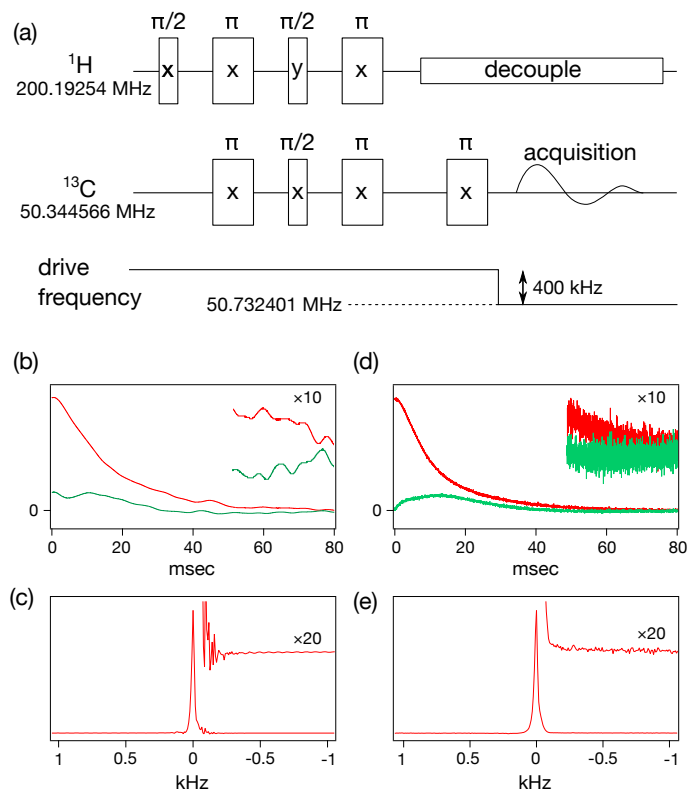 (a)
π/2 π π/2 π
¹H
200.19254 MHz
x x y x decouple
π π/2 π π
acquisition
¹³C
50.344566 MHz
x x x x
drive
frequency
50.732401 MHz
400 kHz
(b)
×10
0
0 20 40 60 80
msec
(d)
×10
0
0 20 40 60 80
msec
(c)
×20
1 0.5 0 -0.5 -1
kHz
(e)
×20
1 0.5 0 -0.5 -1
kHz